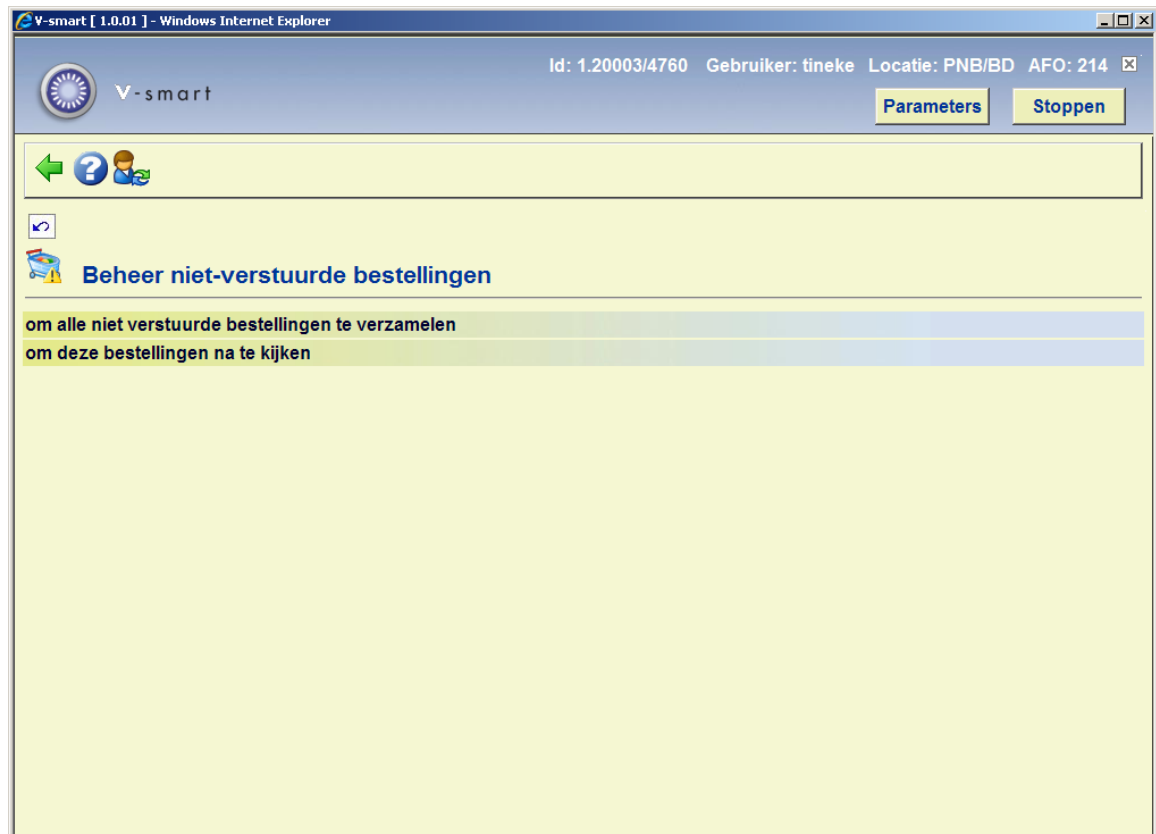 V-smart [ 1.0.01 ] - Windows Internet Explorer
Id: 1.20003/4760 Gebruiker: tineke Locatie: PNB/BD AFO: 214
V-smart
Parameters Stoppen
Beheer niet-verstuurde bestellingen
om alle niet verstuurde bestellingen te verzamelen
om deze bestellingen na te kijken